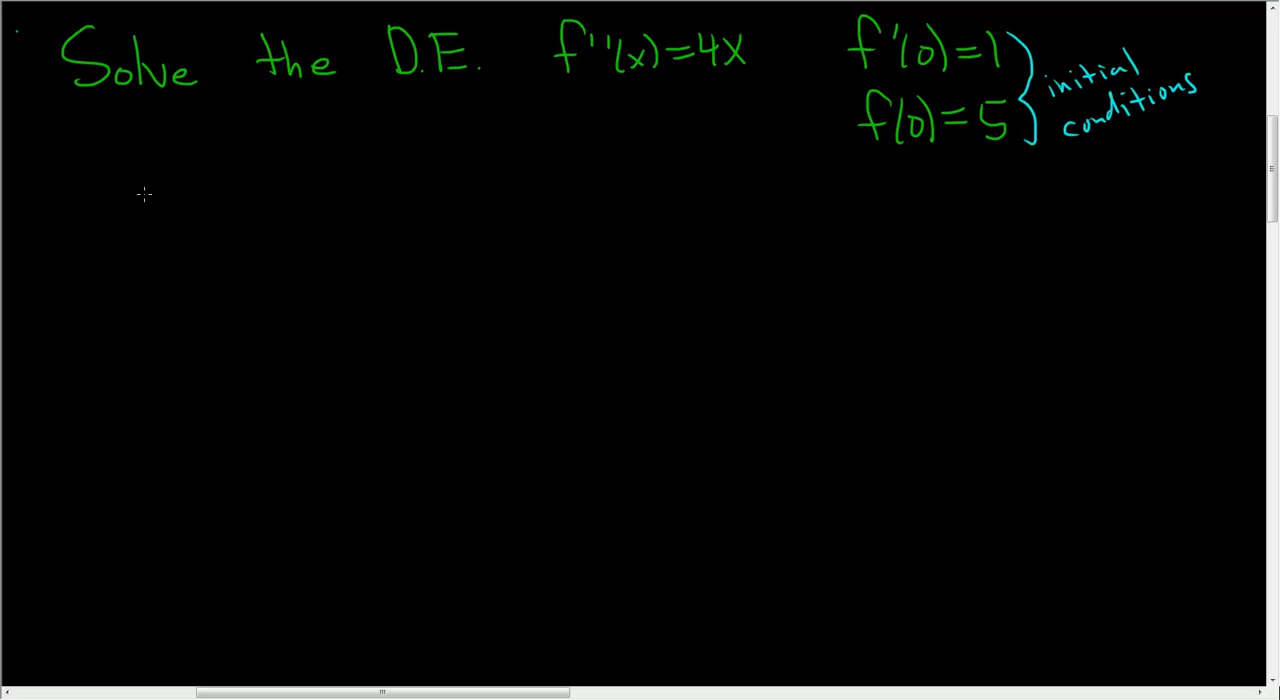 Solve the D.E. f''(x)=4x f'(0)=1
f(0)=5
initial
conditions